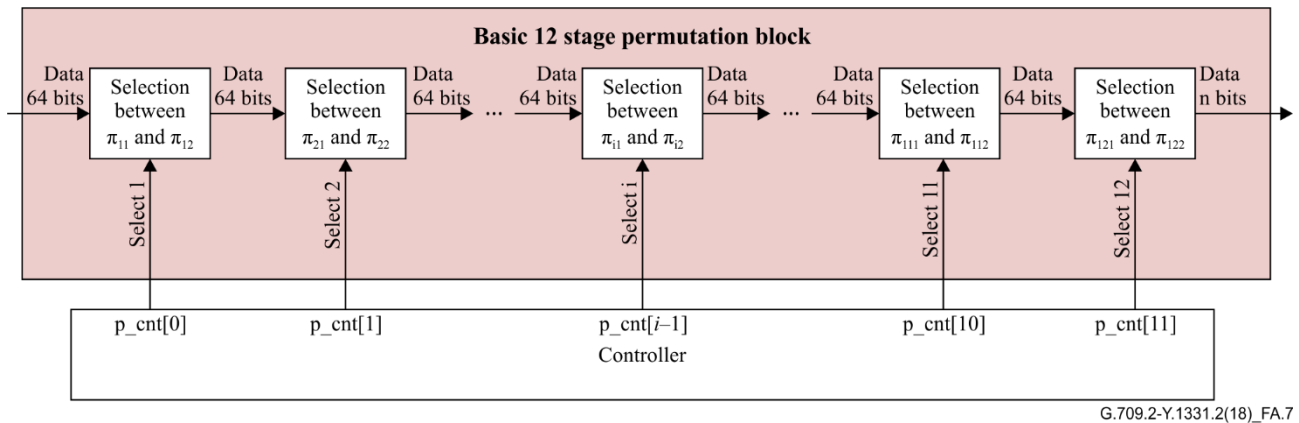 Basic 12 stage permutation block
Data
64 bits
Selection
between
π₁₁ and π₁₂
Data
64 bits
Selection
between
π₂₁ and π₂₂
Data
64 bits
...
Data
64 bits
Selection
between
πᵢ₁ and πᵢ₂
Data
64 bits
...
Data
64 bits
Selection
between
π₁₁₁ and π₁₁₂
Data
64 bits
Selection
between
π₁₂₁ and π₁₂₂
Data
n bits
Select 1
Select 2
Select i
Select 11
Select 12
p_cnt[0]
p_cnt[1]
p_cnt[i–1]
p_cnt[10]
p_cnt[11]
Controller
G.709.2-Y.1331.2(18)_FA.7